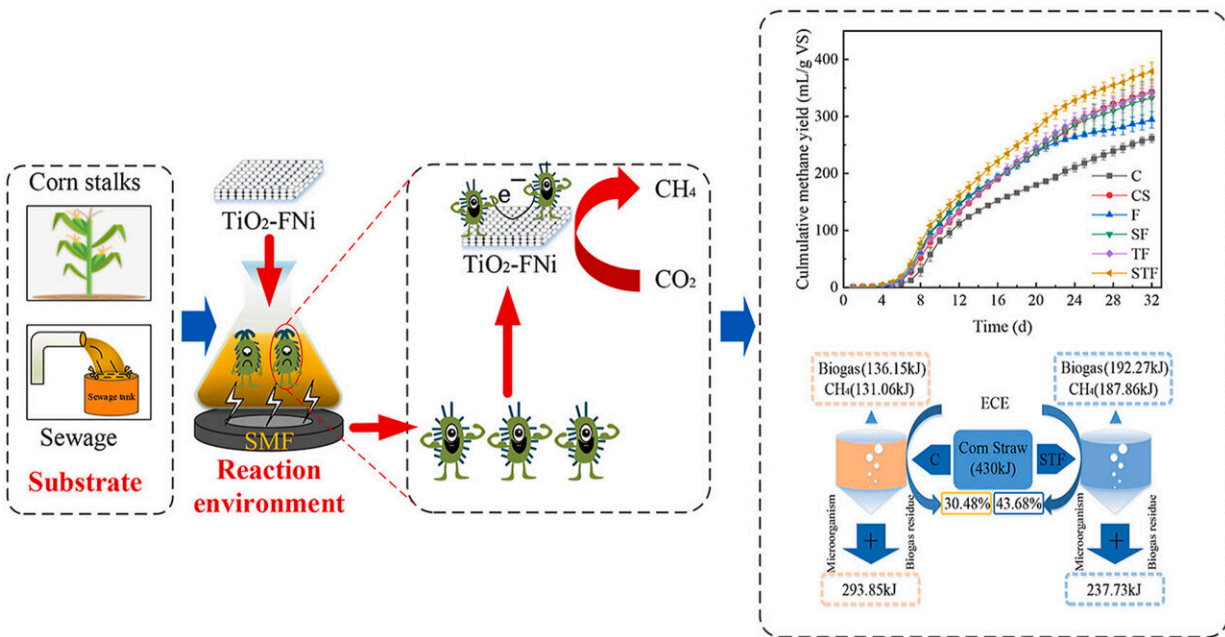 Corn stalks
Sewage tank
Sewage
Substrate
TiO₂-FNi
SMF
Reaction
environment
e⁻
TiO₂-FNi
CH₄
CO₂
Culmulative methane yield (mL/g VS)
400
300
200
100
0
0 4 8 12 16 20 24 28 32
Time (d)
C
CS
F
SF
TF
STF
Biogas(136.15kJ)
CH₄(131.06kJ)
ECE
Biogas(192.27kJ)
CH₄(187.86kJ)
C
Corn Straw
(430kJ)
STF
30.48%
43.68%
Microorganism
+
Biogas residue
Microorganism
+
Biogas residue
293.85kJ
237.73kJ